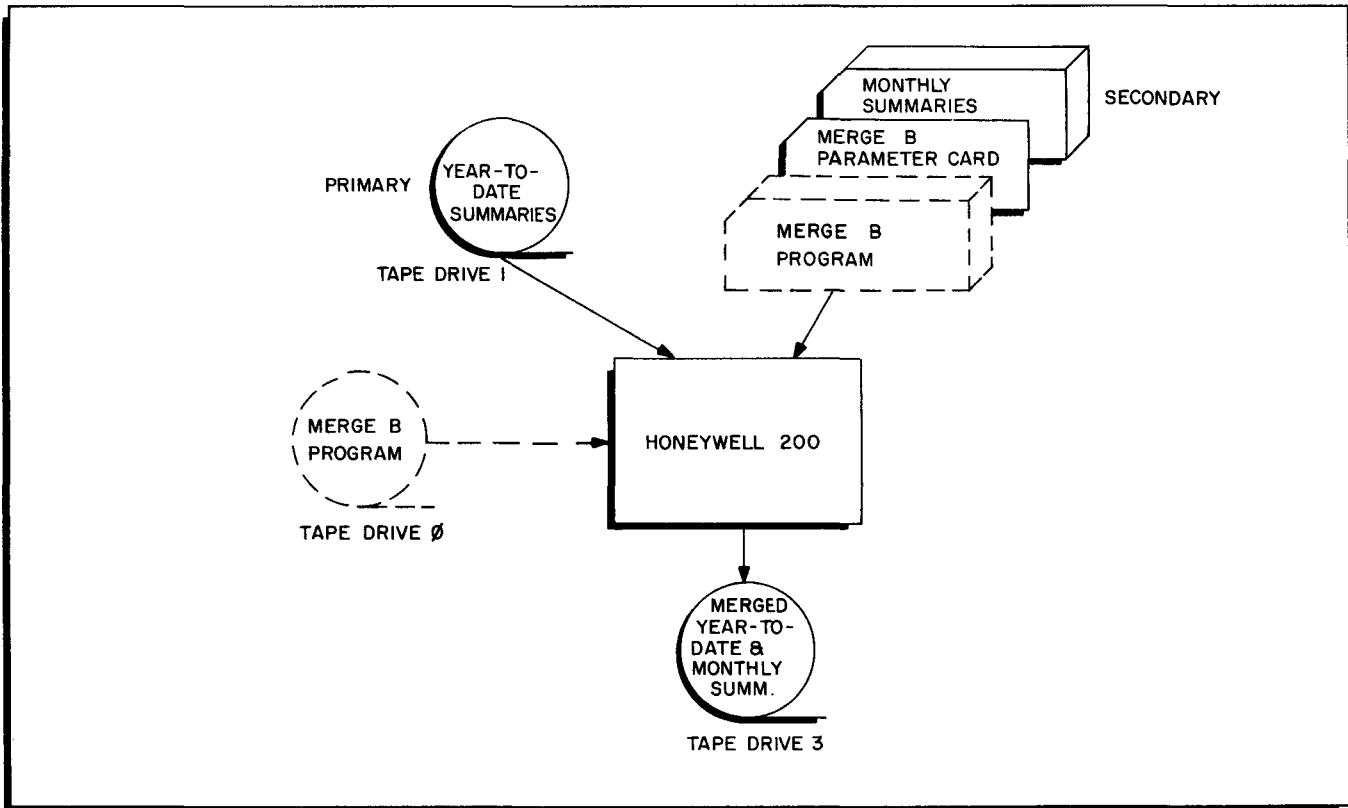 MONTHLY
SUMMARIES
SECONDARY
MERGE B
PARAMETER CARD
MERGE B
PROGRAM
PRIMARY
YEAR-TO-
DATE
SUMMARIES
TAPE DRIVE 1
MERGE B
PROGRAM
TAPE DRIVE Ø
HONEYWELL 200
MERGED
YEAR-TO-
DATE &
MONTHLY
SUMM.
TAPE DRIVE 3